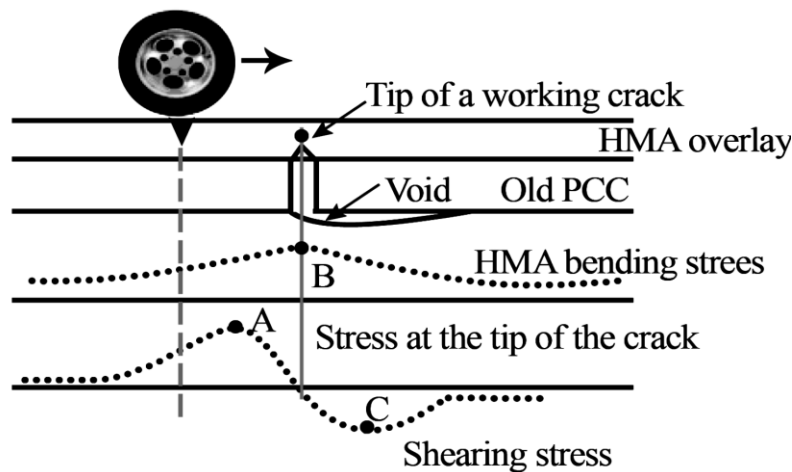 Tip of a working crack
HMA overlay
Void
Old PCC
HMA bending strees
B
A
Stress at the tip of the crack
C
Shearing stress